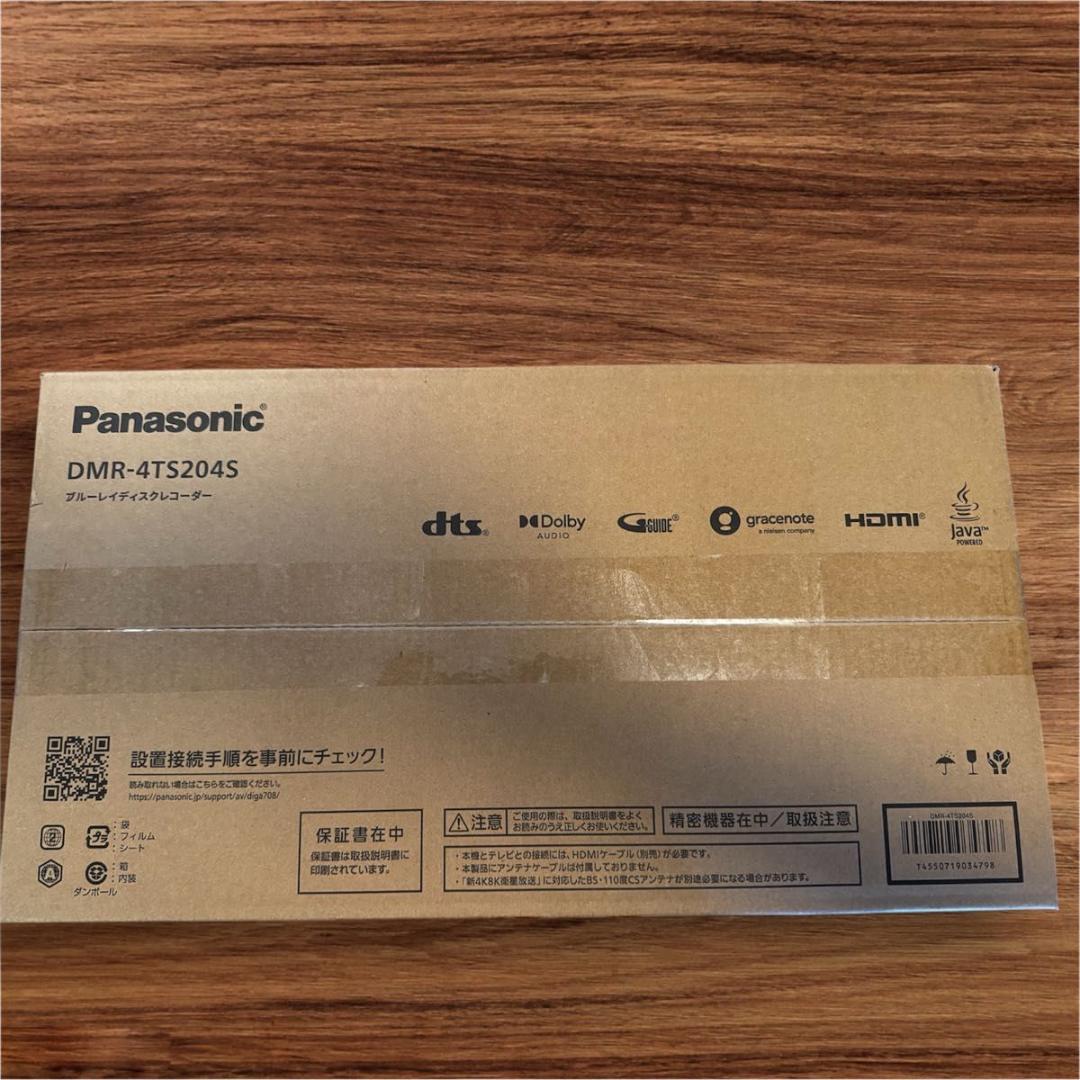 Panasonic®
DMR-4TS204S
ブルーレイディスクレコーダー
dts®
Dolby
AUDIO
G-GUIDE®
gracenote
a nielsen company
HDMI®
Java™
POWERED
設置接続手順を事前にチェック!
読み取れない場合はこちらをご確認ください。
https://panasonic.jp/support/av/diga708/
2
プラ
:袋
:フィルム
:シート
A
:箱
:内装
ダンボール
保証書在中
保証書は取扱説明書に
印刷されています。
注意
ご使用の際は、取扱説明書をよく
お読みのうえ正しくお使いください。
精密機器在中/取扱注意
・本機とテレビとの接続には、HDMIケーブル(別売)が必要です。
・本製品にアンテナケーブルは付属しておりません。
・「新4K8K衛星放送」に対応したBS・110度CSアンテナが別途必要になる場合があります。
DMR-4TS204S
T4550719034798